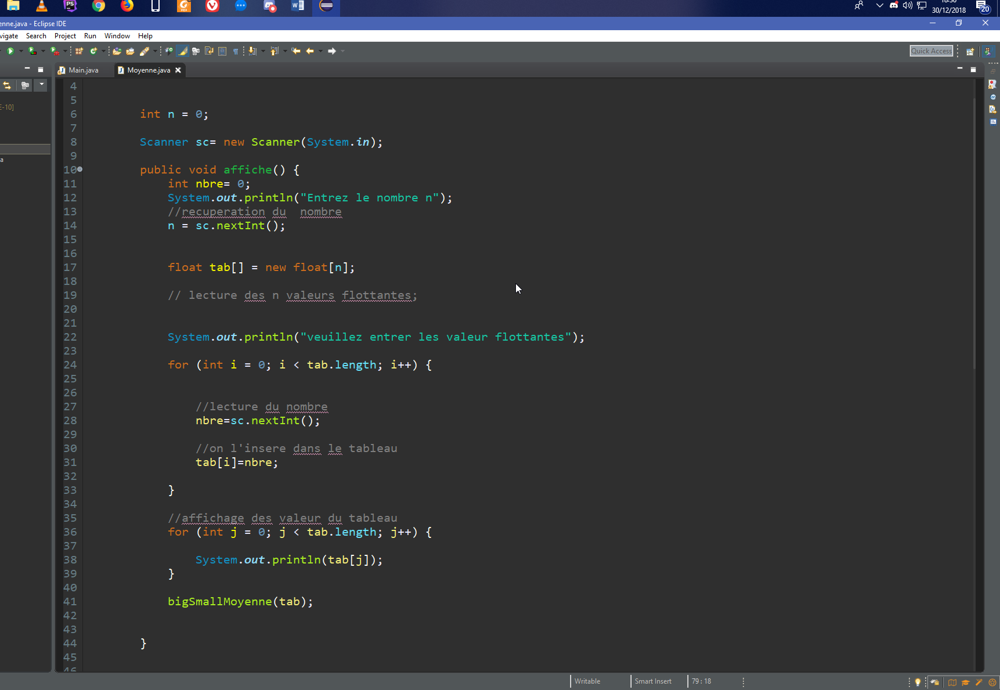 30/12/2018
20
enne.java - Eclipse IDE
vigate Search Project Run Window Help
Quick Access
Main.java Moyenne.java
E-10]
a
4
5
6 int n = 0;
7
8 Scanner sc= new Scanner(System.in);
9
10 public void affiche() {
11 int nbre= 0;
12 System.out.println("Entrez le nombre n");
13 //recuperation du  nombre
14 n = sc.nextInt();
15
16
17 float tab[] = new float[n];
18
19 // lecture des n valeurs flottantes;
20
21
22 System.out.println("veuillez entrer les valeur flottantes");
23
24 for (int i = 0; i < tab.length; i++) {
25
26
27 //lecture du nombre
28 nbre=sc.nextInt();
29
30 //on l'insere dans le tableau
31 tab[i]=nbre;
32
33 }
34
35 //affichage des valeur du tableau
36 for (int j = 0; j < tab.length; j++) {
37
38 System.out.println(tab[j]);
39 }
40
41 bigSmallMoyenne(tab);
42
43
44 }
45
46
Writable Smart Insert 79 : 18